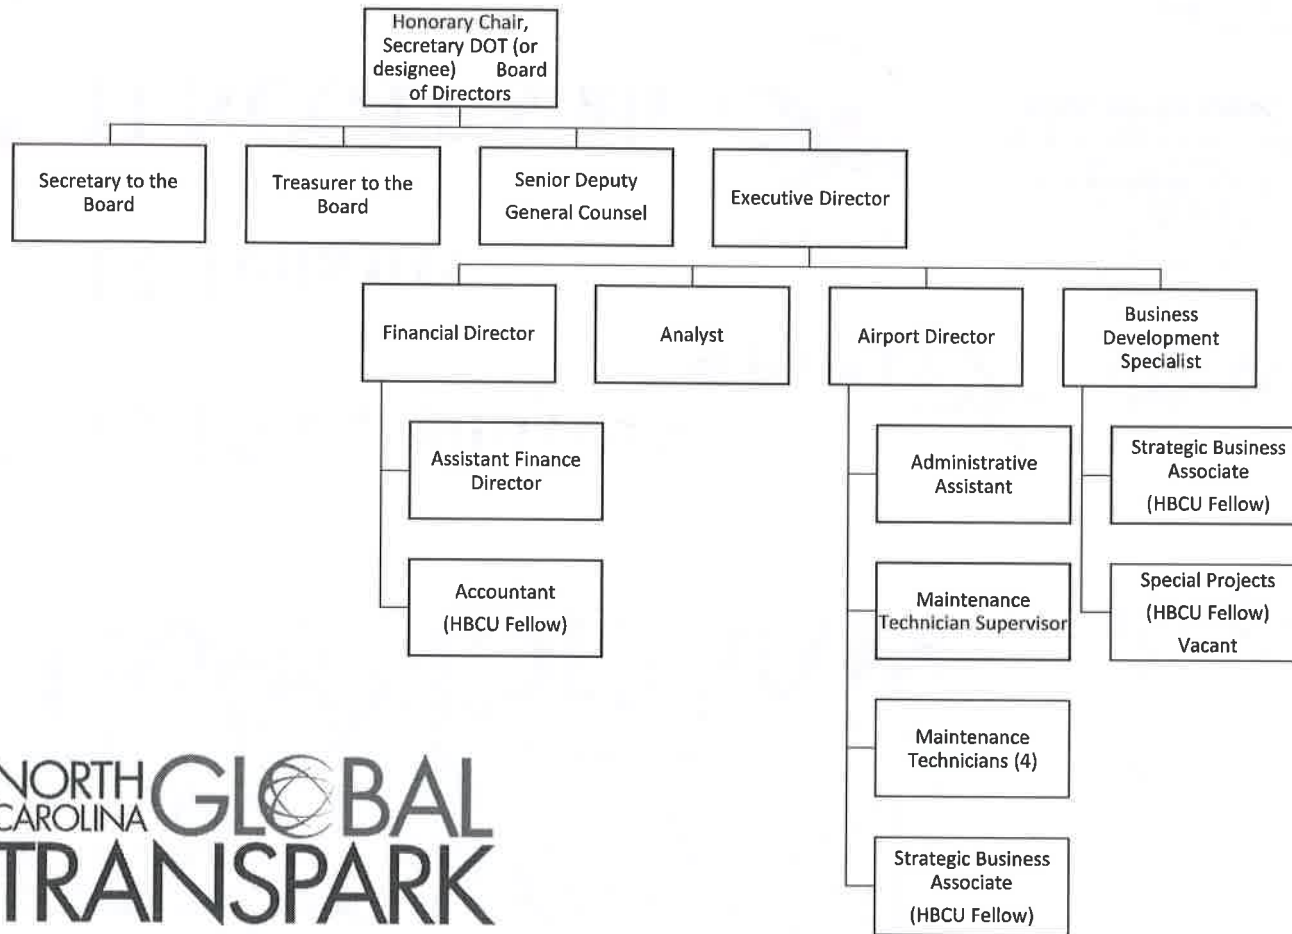 Honorary Chair,
Secretary DOT (or
designee) Board
of Directors
Secretary to the
Board
Treasurer to the
Board
Senior Deputy
General Counsel
Executive Director
Financial Director
Analyst
Airport Director
Business
Development
Specialist
Assistant Finance
Director
Accountant
(HBCU Fellow)
Administrative
Assistant
Maintenance
Technician Supervisor
Maintenance
Technicians (4)
Strategic Business
Associate
(HBCU Fellow)
Strategic Business
Associate
(HBCU Fellow)
Special Projects
(HBCU Fellow)
Vacant
NORTH
CAROLINA
GLOBAL
TRANSPARK